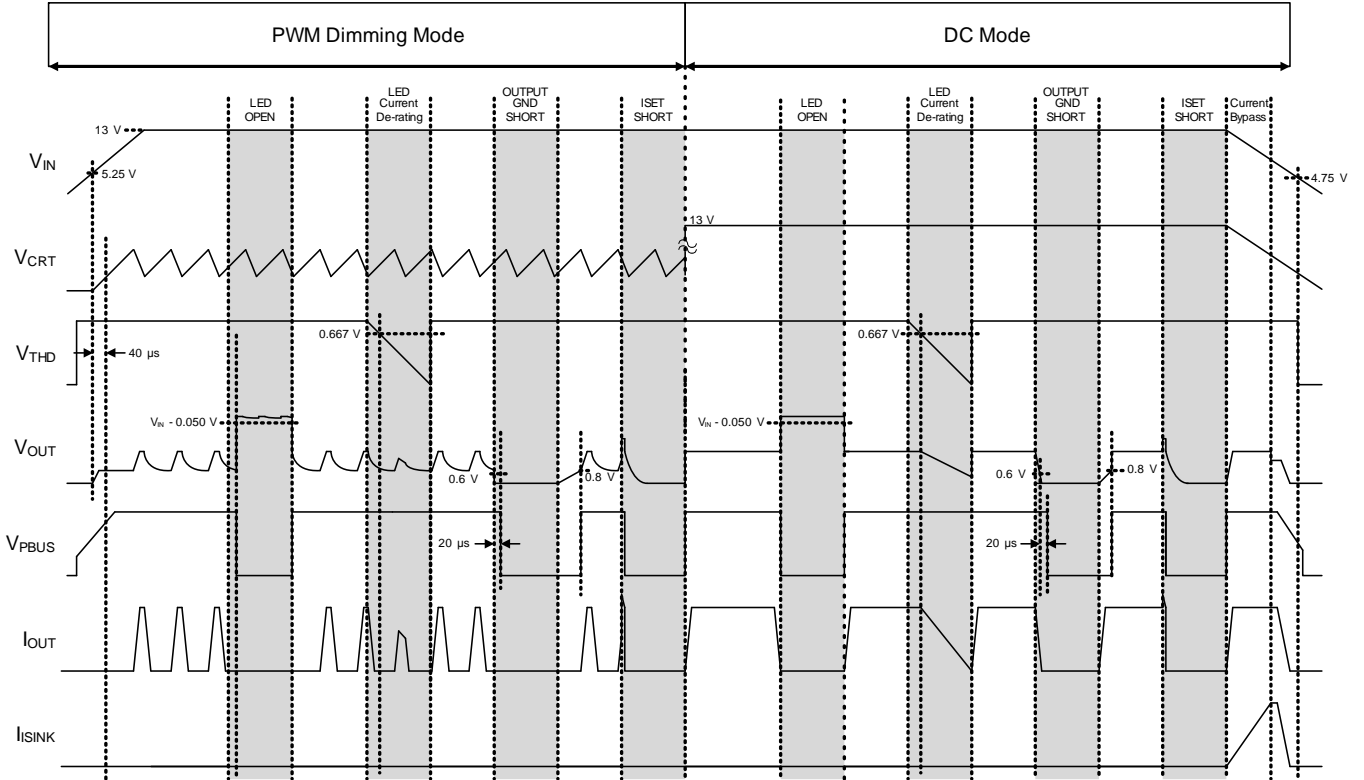 PWM Dimming Mode
DC Mode
LED
OPEN
LED
Current
De-rating
OUTPUT
GND
SHORT
ISET
SHORT
LED
OPEN
LED
Current
De-rating
OUTPUT
GND
SHORT
ISET
SHORT
Current
Bypass
13 V
VIN
5.25 V
4.75 V
13 V
VCRT
0.667 V
0.667 V
VTHD
40 µs
VIN - 0.050 V
VIN - 0.050 V
VOUT
0.6 V
0.8 V
0.6 V
0.8 V
VPBUS
20 µs
20 µs
IOUT
IISINK